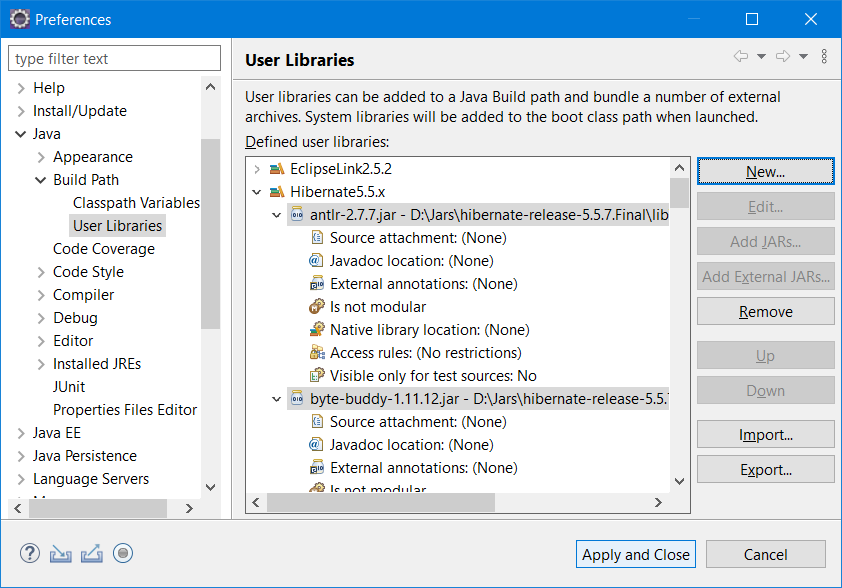 Preferences
type filter text
Help
Install/Update
Java
Appearance
Build Path
Classpath Variables
User Libraries
Code Coverage
Code Style
Compiler
Debug
Editor
Installed JREs
JUnit
Properties Files Editor
Java EE
Java Persistence
Language Servers
User Libraries
User libraries can be added to a Java Build path and bundle a number of external
archives. System libraries will be added to the boot class path when launched.
Defined user libraries:
EclipseLink2.5.2
Hibernate5.5.x
antlr-2.7.7.jar - D:\Jars\hibernate-release-5.5.7.Final\lib
Source attachment: (None)
Javadoc location: (None)
External annotations: (None)
Is not modular
Native library location: (None)
Access rules: (No restrictions)
Visible only for test sources: No
byte-buddy-1.11.12.jar - D:\Jars\hibernate-release-5.5.
Source attachment: (None)
Javadoc location: (None)
External annotations: (None)
Is not modular
New...
Edit...
Add JARs...
Add External JARs...
Remove
Up
Down
Import...
Export...
Apply and Close
Cancel